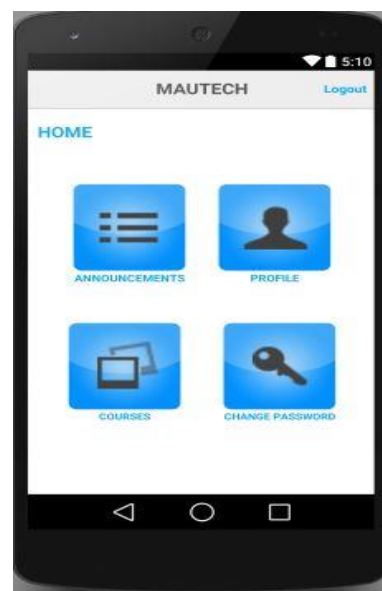 5:10
MAUTECH
Logout
HOME
ANNOUNCEMENTS
PROFILE
COURSES
CHANGE PASSWORD